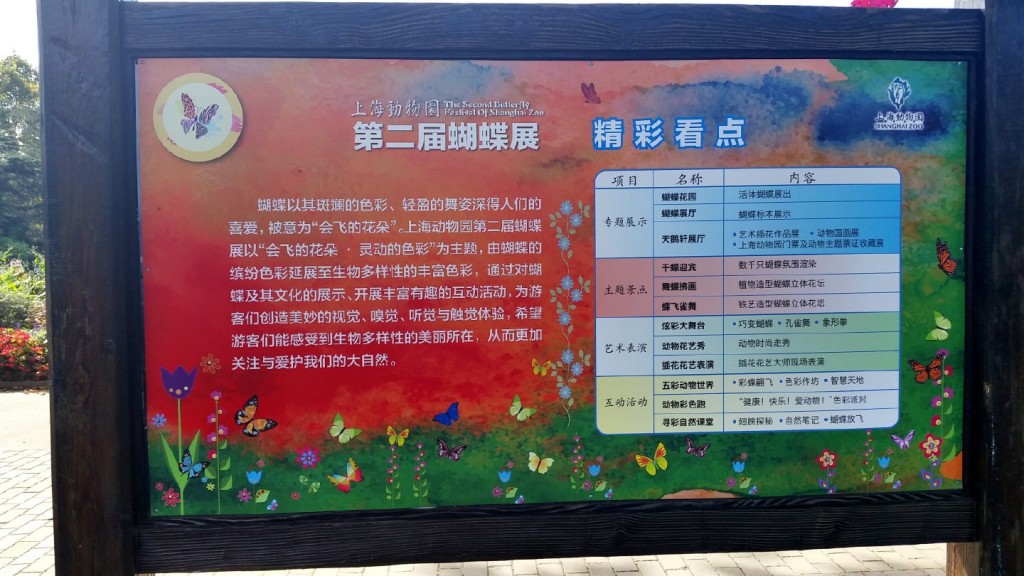 上海動物園 The Second Butterfly
Festival Of Shanghai Zoo
第二届蝴蝶展
蝴蝶以其斑斓的色彩、轻盈的舞姿深得人们的
喜爱，被意为“会飞的花朵”。上海动物园第二届蝴蝶
展以“会飞的花朵 · 灵动的色彩”为主题，由蝴蝶的
缤纷色彩延展至生物多样性的丰富色彩，通过对蝴
蝶及其文化的展示、开展丰富有趣的互动活动，为游
客们创造美妙的视觉、嗅觉、听觉与触觉体验，希望
游客们能感受到生物多样性的美丽所在，从而更加
关注与爱护我们的大自然。
精彩看点
上海動物园
SHANGHAI ZOO
项目 名称 内容
专题展示
蝴蝶花园 活体蝴蝶展出
蝴蝶展厅 蝴蝶标本展示
天鹅轩展厅 • 艺术插花作品展 • 动物国画展
• 上海动物园门票及动物主题票证收藏展
主题景点
千蝶迎宾 数千只蝴蝶氛围渲染
舞蝶拂画 植物造型蝴蝶立体花坛
蝶飞雀舞 铁艺造型蝴蝶立体花坛
艺术表演
炫彩大舞台 • 巧变蝴蝶 • 孔雀舞 • 象形拳
动物花艺秀 动物时尚走秀
插花花艺表演 插花花艺大师现场表演
互动活动
五彩动物世界 • 彩蝶翩飞 • 色彩作坊 • 智慧天地
动物彩色跑 “健康！快乐！爱动物！”色彩派对
寻彩自然课堂 • 翅膀探秘 • 自然笔记 • 蝴蝶放飞